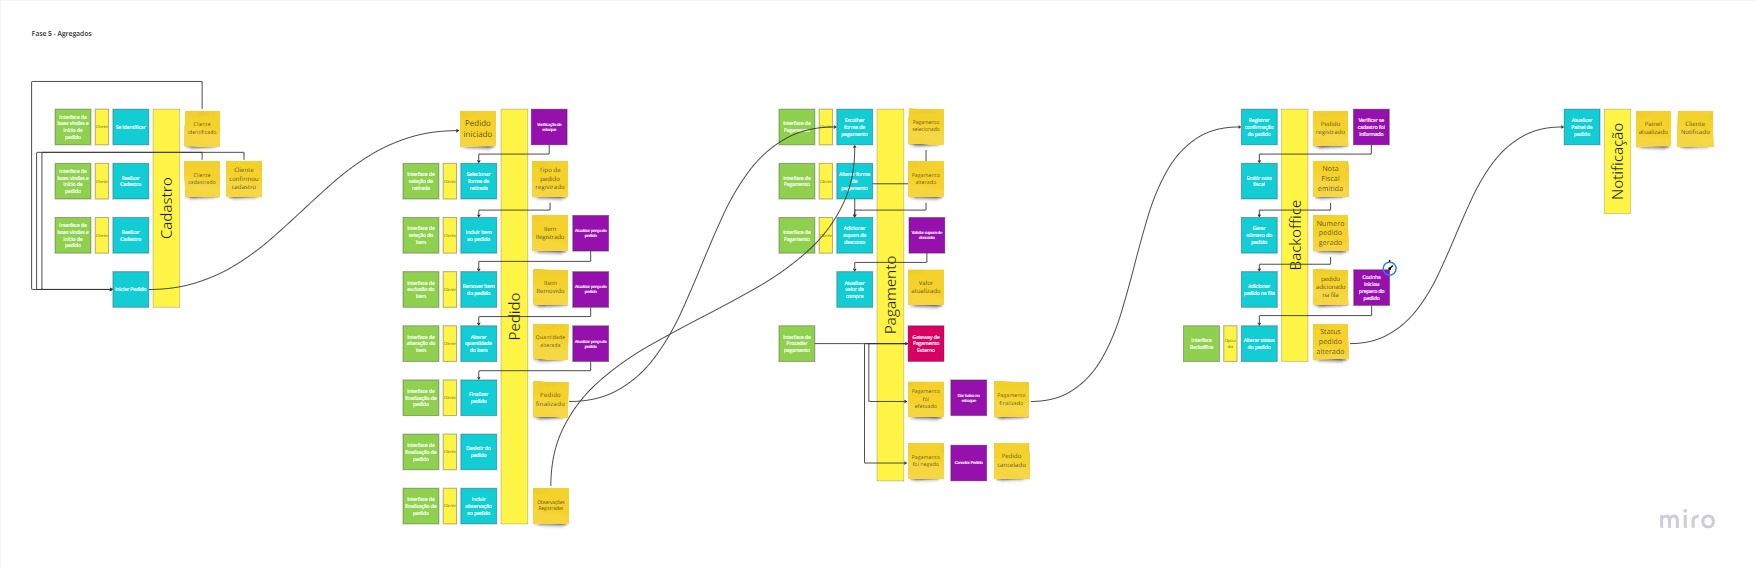 Fase 5 - Agregados
Interface de
boas vindas e
início de
pedido
Cliente
Se identificar
Cliente
identificado
Interface de
boas vindas e
início de
pedido
Cliente
Realizar
Cadastro
Cliente
cadastrado
Cliente
confirmou
cadastro
Interface de
boas vindas e
início de
pedido
Cliente
Realizar
Cadastro
Iniciar Pedido
Cadastro
Pedido
iniciado
Verificação de
estoque
Interface de
seleção de
retirada
Cliente
Selecionar
forma de
retirada
Tipo de
pedido
registrado
Interface de
seleção do
item
Cliente
Incluir item
ao pedido
Item
Registrado
Atualizar preço do
pedido
Interface de
exclusão do
item
Cliente
Remover item
do pedido
Item
Removido
Atualizar preço do
pedido
Interface de
alteração do
item
Cliente
Alterar
quantidade
do item
Quantidade
alterada
Atualizar preço do
pedido
Interface de
finalização de
pedido
Cliente
Finalizar
pedido
Pedido
finalizado
Interface de
finalização de
pedido
Cliente
Desistir do
pedido
Interface de
finalização de
pedido
Cliente
Incluir
observação
ao pedido
Observações
Registradas
Pedido
Interface de
Pagamento
Escolher
forma de
pagamento
Pagamento
selecionado
Interface de
Pagamento
Cliente
Alterar forma
de
pagamento
Pagamento
alterado
Interface de
Pagamento
Adicionar
cupom de
desconto
Validar cupom de
desconto
Atualizar
valor da
compra
Valor
atualizado
Interface de
Proceder
pagamento
Gateway de
Pagamento
Externo
Pagamento
foi
efetuado
Dar baixa no
estoque
Pagamento
finalizado
Pagamento
foi negado
Cancelar Pedido
Pedido
cancelado
Pagamento
Registrar
confirmação
do pedido
Pedido
registrado
Verificar se
cadastro foi
informado
Emitir nota
fiscal
Nota
Fiscal
emitida
Gerar
número do
pedido
Numero
pedido
gerado
Adicionar
pedido na fila
pedido
adicionado
na fila
Cozinha
inicias
preparo do
pedido
Interface
Backoffice
Alterar status
do pedido
Status
pedido
alterado
Backoffice
Atualizar
Painel de
pedido
Notificação
Painel
atualizado
Cliente
Notificado
miro